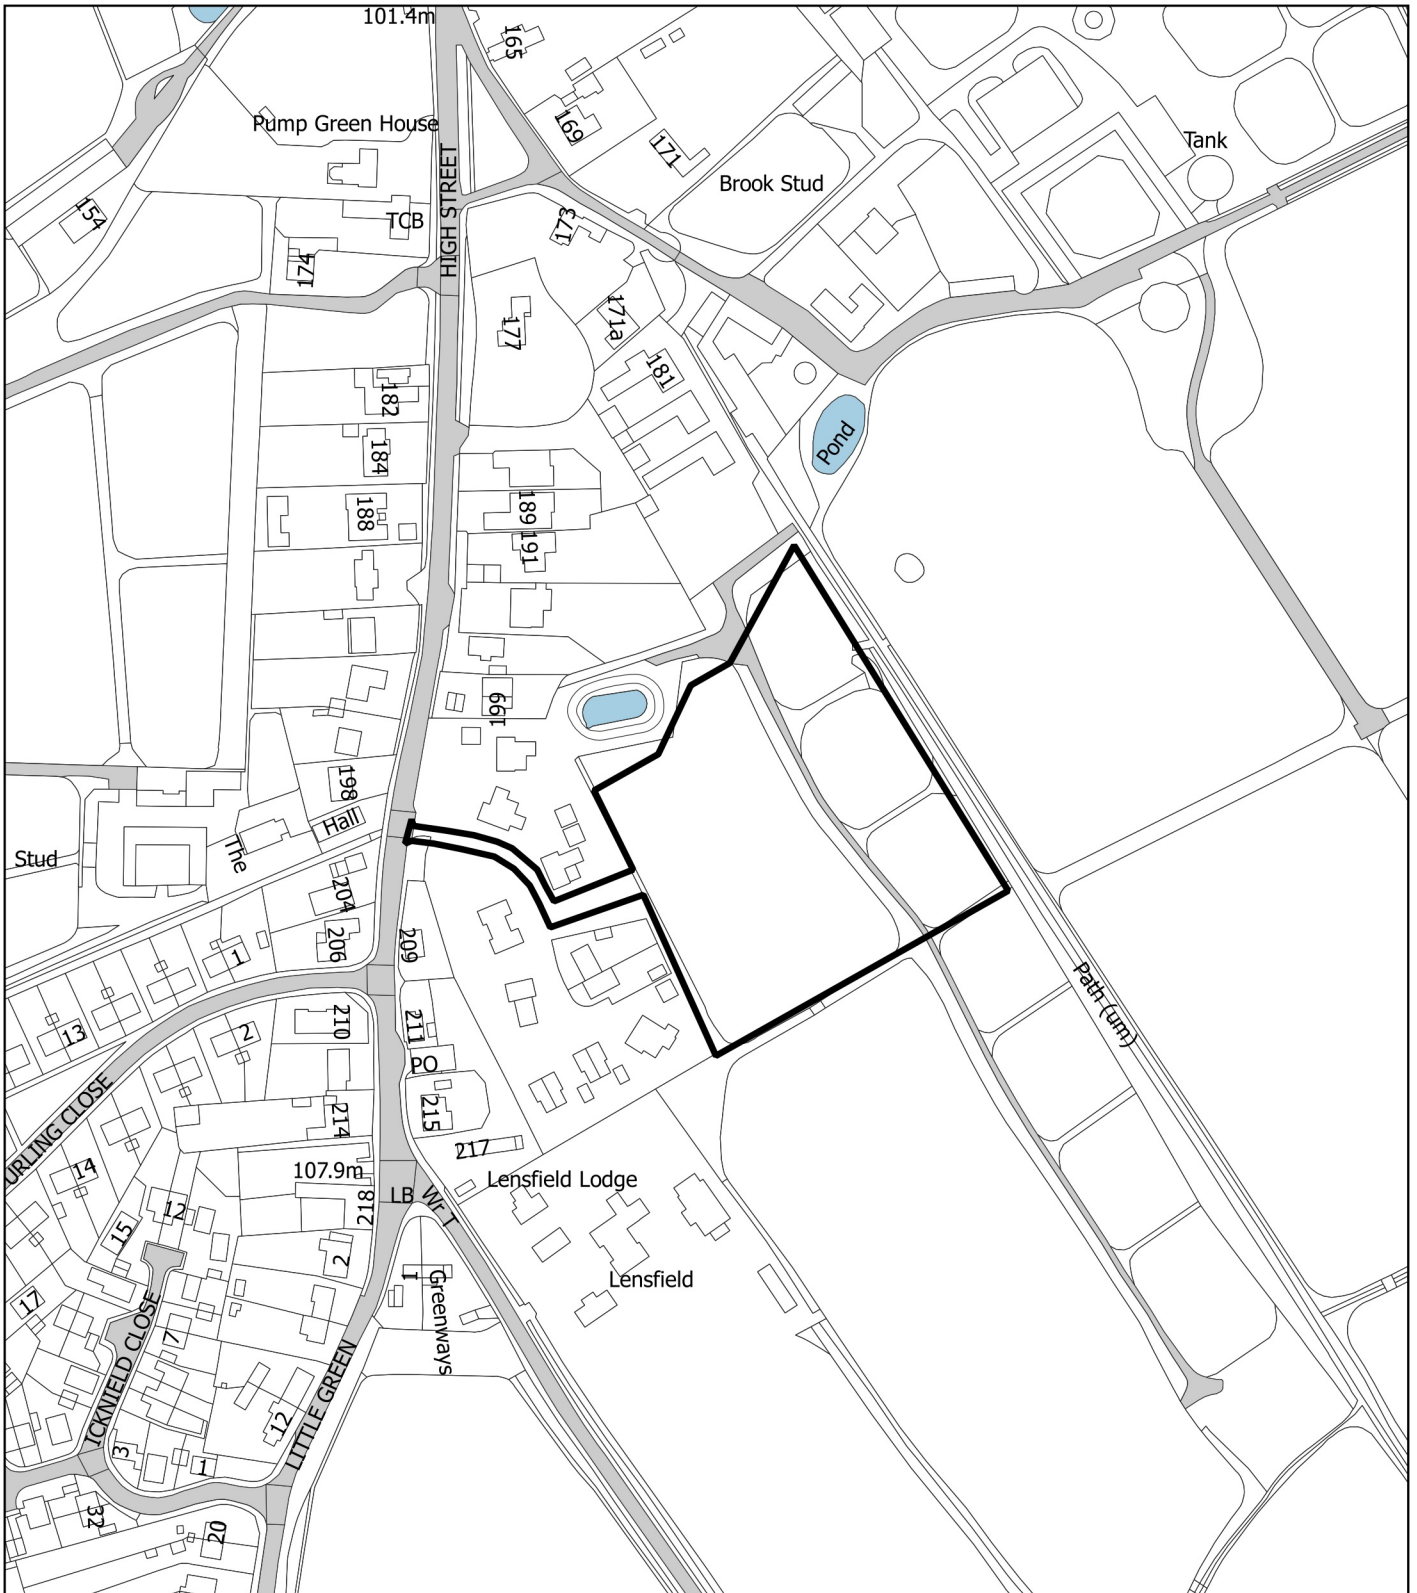 101.4m
165
Pump Green House
169
171
Tank
HIGH STREET
Brook Stud
154
TCB
173
174
171a
177
181
182
184
Pond
188
189
191
199
198
Hall
The
Stud
204
206
209
1
13
2
210
211
PO
Path (um)
URLING CLOSE
214
215
217
14
107.9m
Lensfield Lodge
218
LB
Wr T
12
15
2
1
Greenways
Lensfield
17
ICKNIELD CLOSE
7
LITTLE GREEN
12
3
1
32
20